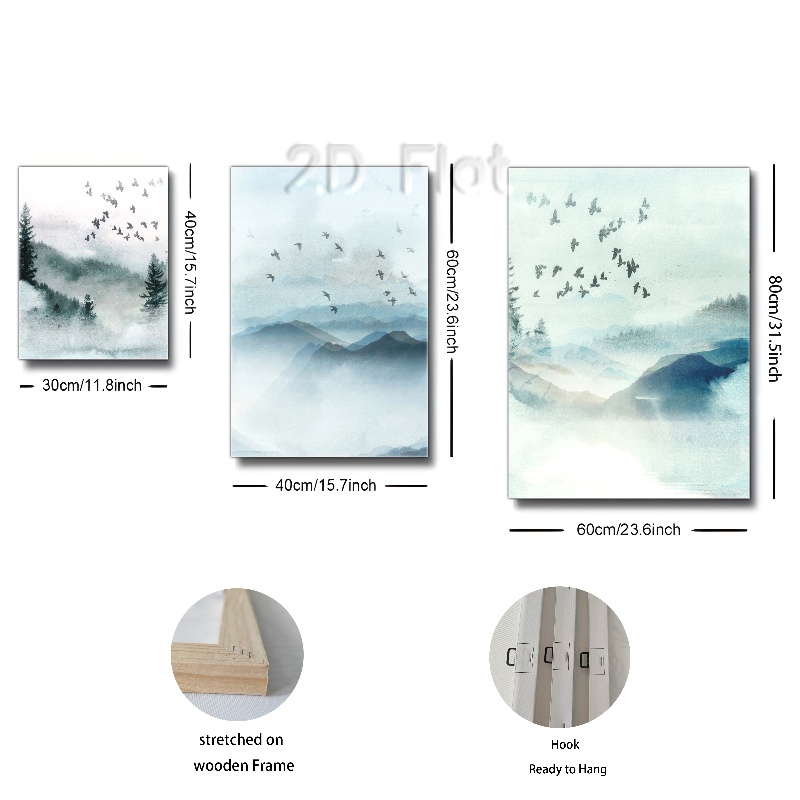 2D Flat
40cm/15.7inch
30cm/11.8inch
60cm/23.6inch
40cm/15.7inch
80cm/31.5inch
60cm/23.6inch
stretched on
wooden Frame
Hook
Ready to Hang